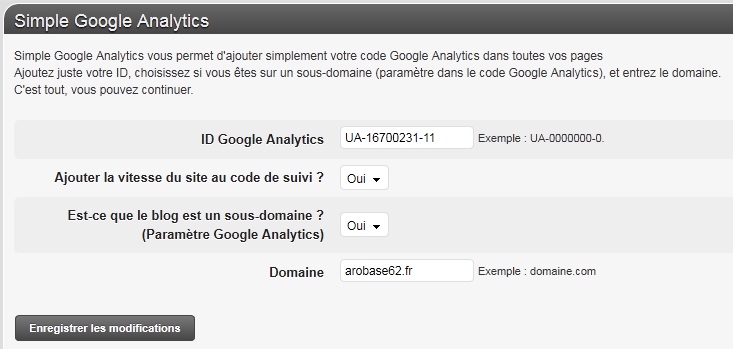 Simple Google Analytics
Simple Google Analytics vous permet d'ajouter simplement votre code Google Analytics dans toutes vos pages
Ajoutez juste votre ID, choisissez si vous êtes sur un sous-domaine (paramètre dans le code Google Analytics), et entrez le domaine.
C'est tout, vous pouvez continuer.
ID Google Analytics UA-16700231-11 Exemple : UA-0000000-0.
Ajouter la vitesse du site au code de suivi ? Oui
Est-ce que le blog est un sous-domaine ?
(Paramètre Google Analytics) Oui
Domaine arobase62.fr Exemple : domaine.com
Enregistrer les modifications